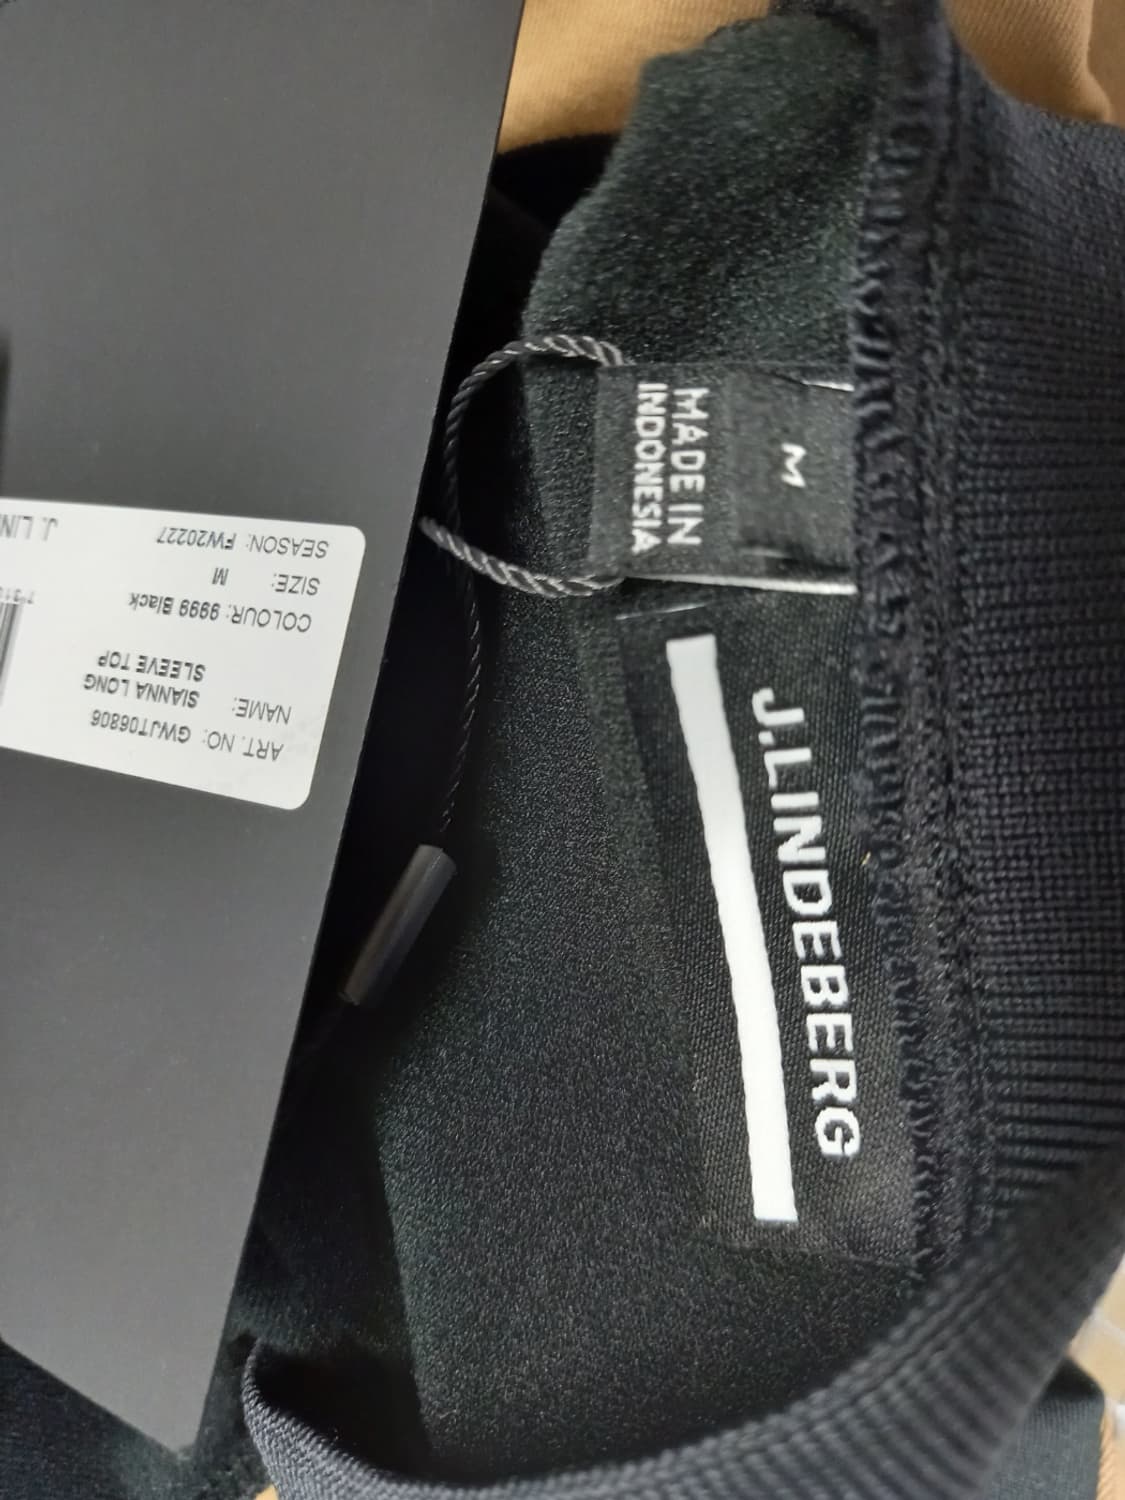 ART. NO: GWJT06806
NAME: SIANNA LONG
SLEEVE TOP
COLOUR: 9999 Black
SIZE: M
SEASON: FW20227
MADE IN
INDONESIA
M
J.LINDEBERG